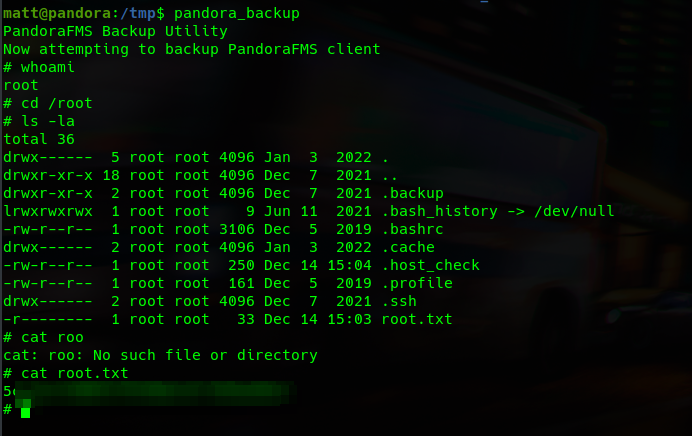 matt@pandora:/tmp$ pandora_backup
PandoraFMS Backup Utility
Now attempting to backup PandoraFMS client
# whoami
root
# cd /root
# ls -la
total 36
drwx------  5 root root 4096 Jan  3  2022 .
drwxr-xr-x 18 root root 4096 Dec  7  2021 ..
drwxr-xr-x  2 root root 4096 Dec  7  2021 .backup
lrwxrwxrwx  1 root root    9 Jun 11  2021 .bash_history -> /dev/null
-rw-r--r--  1 root root 3106 Dec  5  2019 .bashrc
drwx------  2 root root 4096 Jan  3  2022 .cache
-rw-r--r--  1 root root  250 Dec 14 15:04 .host_check
-rw-r--r--  1 root root  161 Dec  5  2019 .profile
drwx------  2 root root 4096 Dec  7  2021 .ssh
-r--------  1 root root   33 Dec 14 15:03 root.txt
# cat roo
cat: roo: No such file or directory
# cat root.txt
#